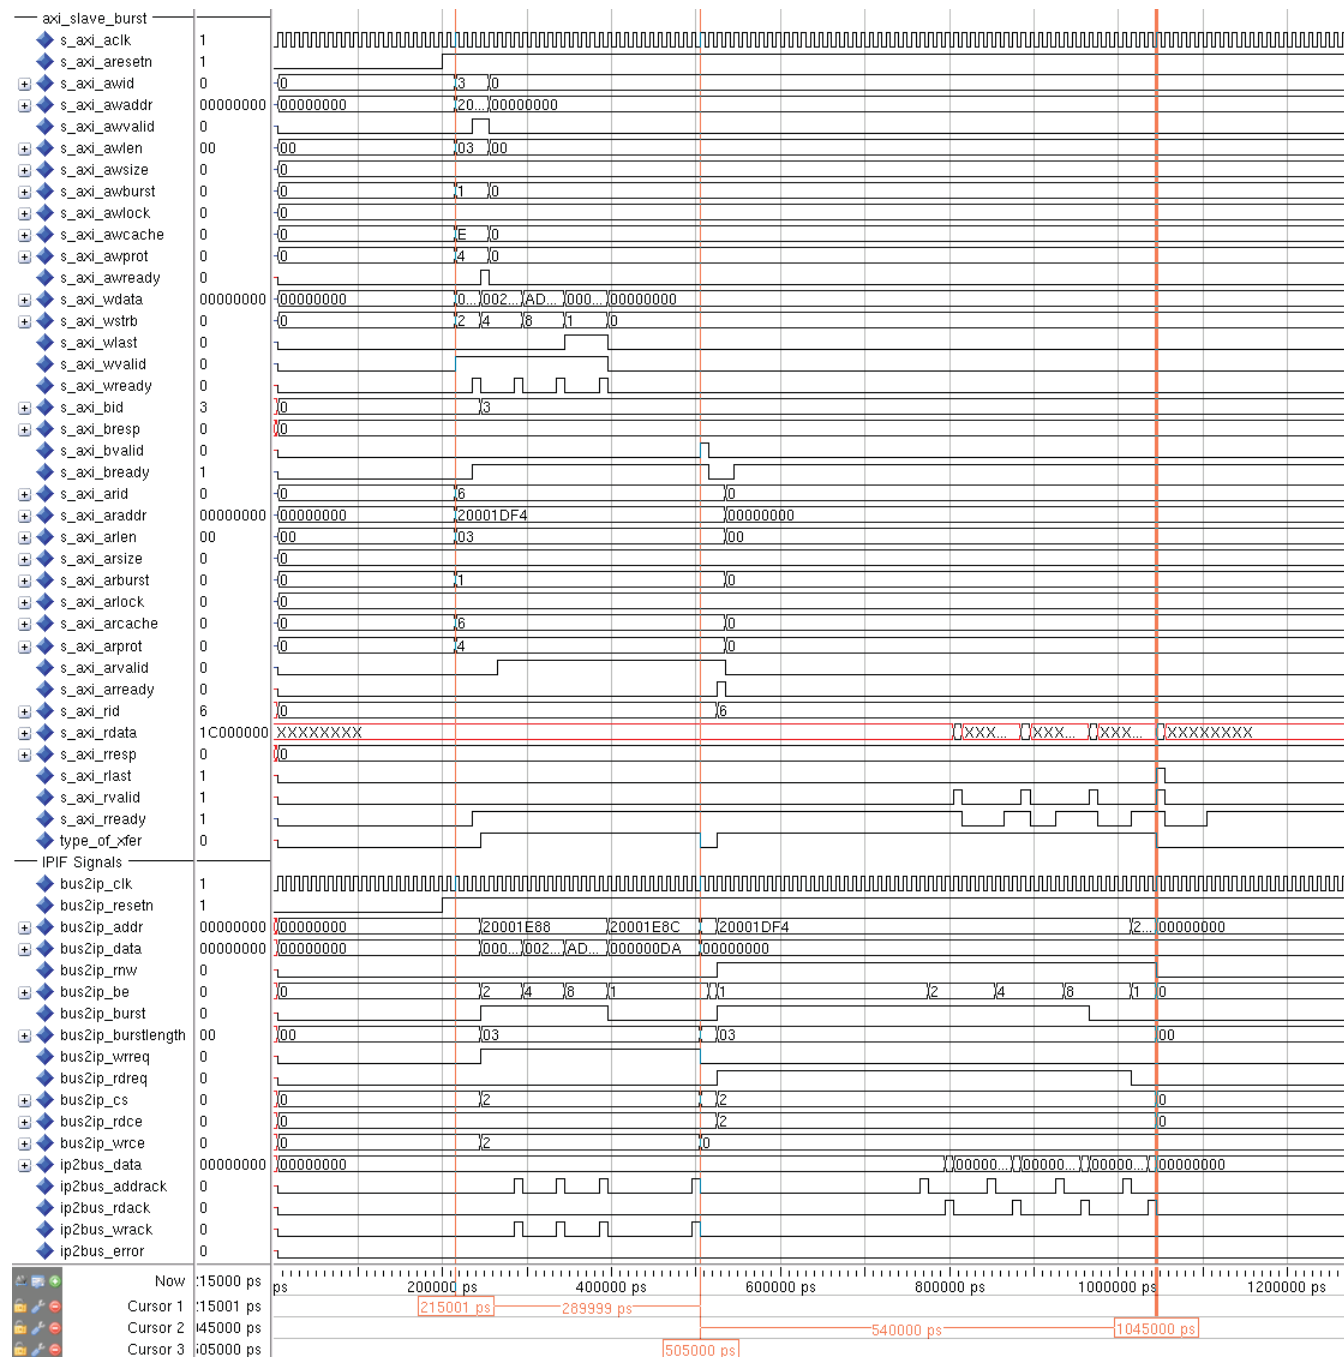 axi_slave_burst
s_axi_aclk 1
s_axi_aresetn 1
s_axi_awid 0 0 3 0
s_axi_awaddr 00000000 00000000 20... 00000000
s_axi_awvalid 0
s_axi_awlen 00 00 03 00
s_axi_awsize 0 0
s_axi_awburst 0 0 1 0
s_axi_awlock 0 0
s_axi_awcache 0 0 E 0
s_axi_awprot 0 0 4 0
s_axi_awready 0
s_axi_wdata 00000000 00000000 0... 002... AD... 000... 00000000
s_axi_wstrb 0 0 2 4 8 1 0
s_axi_wlast 0
s_axi_wvalid 0
s_axi_wready 0
s_axi_bid 3 0 3
s_axi_bresp 0 0
s_axi_bvalid 0
s_axi_bready 1
s_axi_arid 0 0 6 0
s_axi_araddr 00000000 00000000 20001DF4 00000000
s_axi_arlen 00 00 03 00
s_axi_arsize 0 0
s_axi_arburst 0 0 1 0
s_axi_arlock 0 0
s_axi_arcache 0 0 6 0
s_axi_arprot 0 0 4 0
s_axi_arvalid 0
s_axi_arready 0
s_axi_rid 6 0 6
s_axi_rdata 1C000000 XXXXXXXX XXX... XXX... XXX... XXXXXXXX
s_axi_rresp 0 0
s_axi_rlast 1
s_axi_rvalid 1
s_axi_rready 1
type_of_xfer 0
IPIF Signals
bus2ip_clk 1
bus2ip_resetn 1
bus2ip_addr 00000000 00000000 20001E88 20001E8C 20001DF4 2... 00000000
bus2ip_data 00000000 00000000 000... 002... AD... 000000DA 00000000
bus2ip_rnw 0
bus2ip_be 0 0 2 4 8 1 1 2 4 8 1 0
bus2ip_burst 0
bus2ip_burstlength 00 00 03 03 00
bus2ip_wrreq 0
bus2ip_rdreq 0
bus2ip_cs 0 0 2 2 0
bus2ip_rdce 0 0 2 0
bus2ip_wrce 0 0 2 0
ip2bus_data 00000000 00000000 00000... 00000... 00000... 00000000
ip2bus_addrack 0
ip2bus_rdack 0
ip2bus_wrack 0
ip2bus_error 0
Now :15000 ps ps 200000 ps 400000 ps 600000 ps 800000 ps 1000000 ps 1200000 ps
Cursor 1 :15001 ps 215001 ps 289999 ps
Cursor 2 45000 ps 540000 ps 1045000 ps
Cursor 3 05000 ps 505000 ps